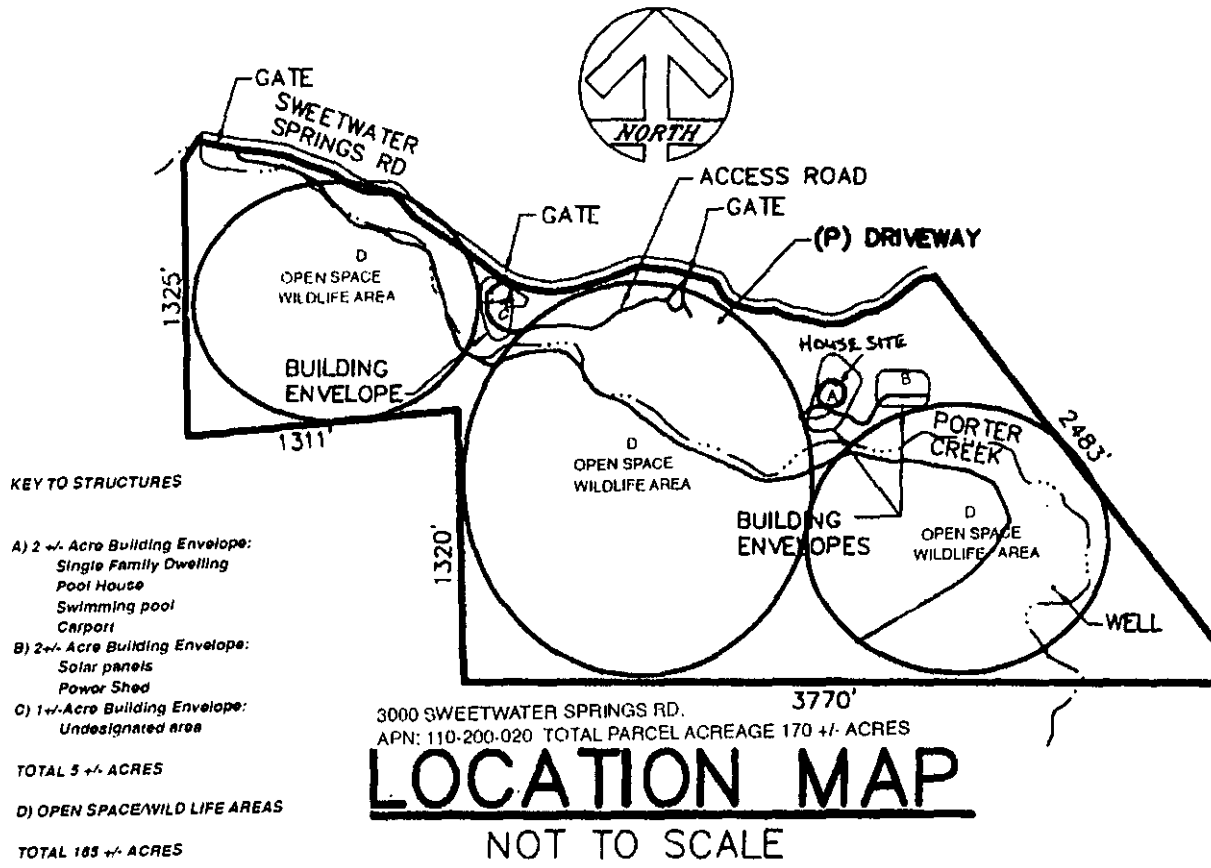 GATE
SWEETWATER
SPRINGS RD
NORTH
ACCESS ROAD
GATE
GATE
(P) DRIVEWAY
D
OPEN SPACE
WILDLIFE AREA
1325'
C
HOUSE SITE
A
B
BUILDING
ENVELOPE
1311'
PORTER
CREEK
2483'
D
OPEN SPACE
WILDLIFE AREA
BUILDING
ENVELOPES
D
OPEN SPACE
WILDLIFE AREA
1320'
WELL
3770'
KEY TO STRUCTURES
A) 2 +/- Acre Building Envelope:
Single Family Dwelling
Pool House
Swimming pool
Carport
B) 2+/- Acre Building Envelope:
Solar panels
Power Shed
C) 1+/-Acre Building Envelope:
Undesignated area
TOTAL 5 +/- ACRES
D) OPEN SPACE/WILD LIFE AREAS
TOTAL 165 +/- ACRES
3000 SWEETWATER SPRINGS RD.
APN: 110-200-020 TOTAL PARCEL ACREAGE 170 +/- ACRES
LOCATION MAP
NOT TO SCALE